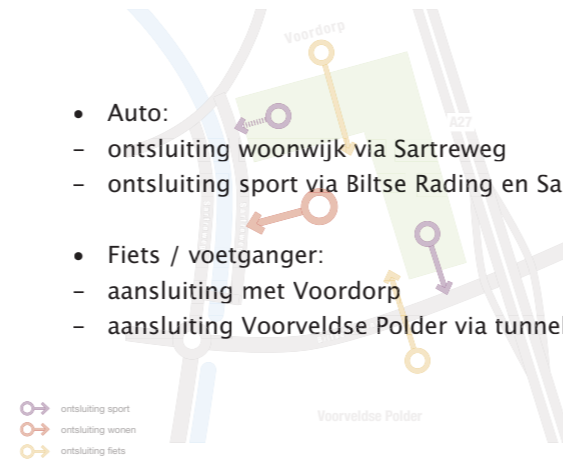 Voordorp
• Auto:
A27
– ontsluiting woonwijk via Sartreweg
– ontsluiting sport via Biltse Rading en Sa
• Fiets / voetganger:
– aansluiting met Voordorp
– aansluiting Voorveldse Polder via tunnel
ontsluiting sport
Voorveldse Polder
ontsluiting wonen
ontsluiting fiets